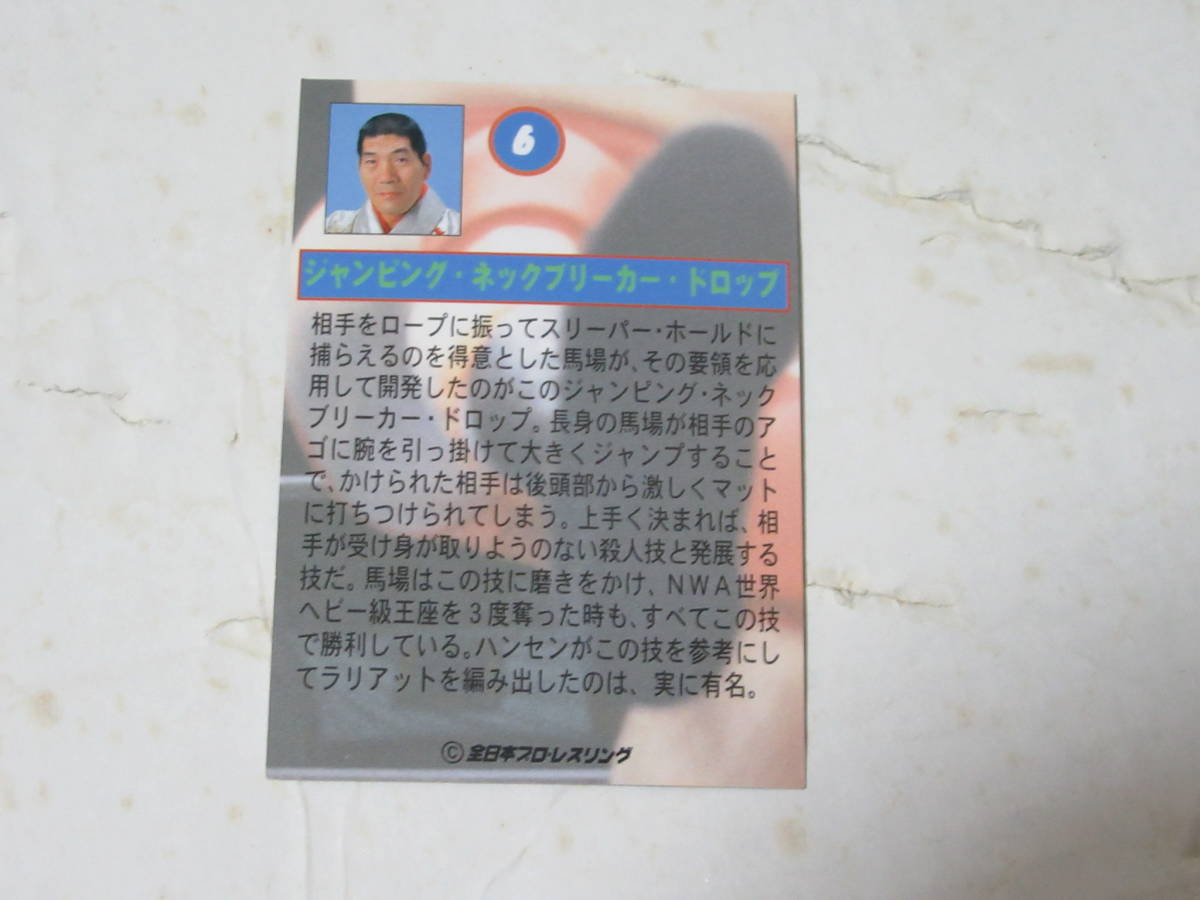 6
ジャンピング・ネックブリーカー・ドロップ
相手をロープに振ってスリーパー・ホールドに
捕らえるのを得意とした馬場が、その要領を応
用して開発したのがこのジャンピング・ネック
ブリーカー・ドロップ。長身の馬場が相手のア
ゴに腕を引っ掛けて大きくジャンプすること
で、かけられた相手は後頭部から激しくマット
に打ちつけられてしまう。上手く決まれば、相
手が受け身が取りようのない殺人技と発展する
技だ。馬場はこの技に磨きをかけ、NWA世界
ヘビー級王座を3度奪った時も、すべてこの技
で勝利している。ハンセンがこの技を参考にし
てラリアットを編み出したのは、実に有名。
©全日本プロ・レスリング